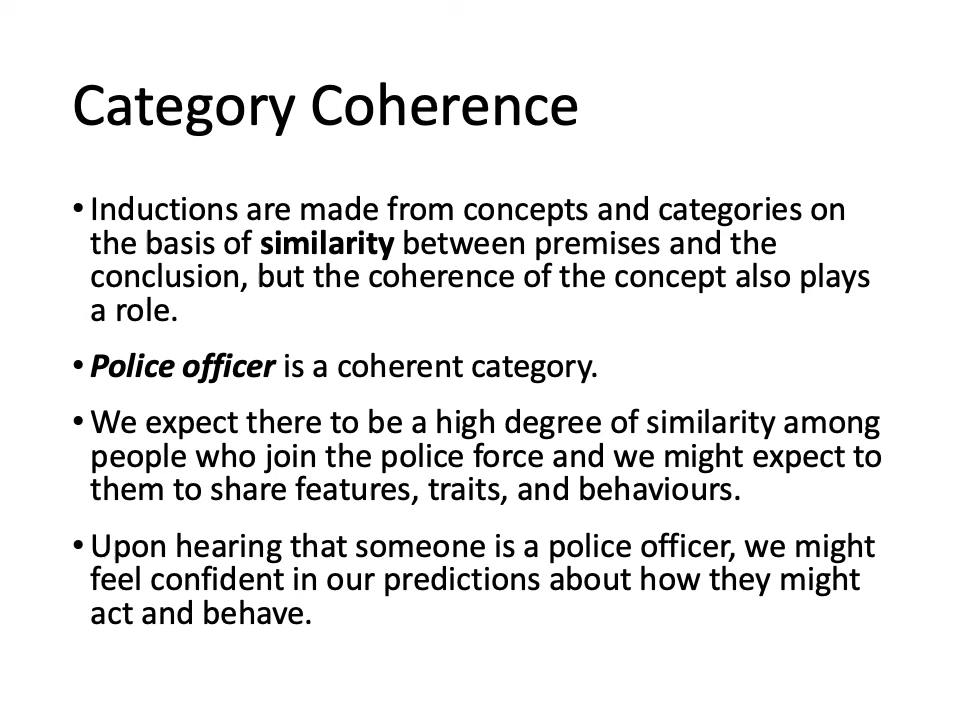 Category Coherence
• Inductions are made from concepts and categories on
the basis of similarity between premises and the
conclusion, but the coherence of the concept also plays
a role.
• Police officer is a coherent category.
• We expect there to be a high degree of similarity among
people who join the police force and we might expect to
them to share features, traits, and behaviours.
• Upon hearing that someone is a police officer, we might
feel confident in our predictions about how they might
act and behave.